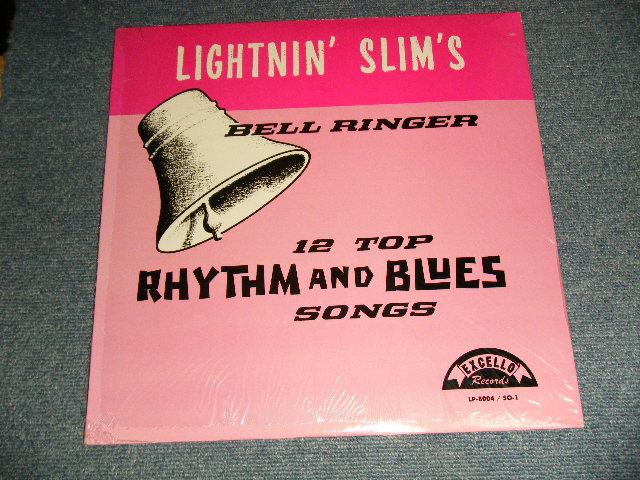 LIGHTNIN' SLIM'S
BELL RINGER
12 TOP
RHYTHM AND BLUES
SONGS
EXCELLO
Records
LP-8004 / SO-1